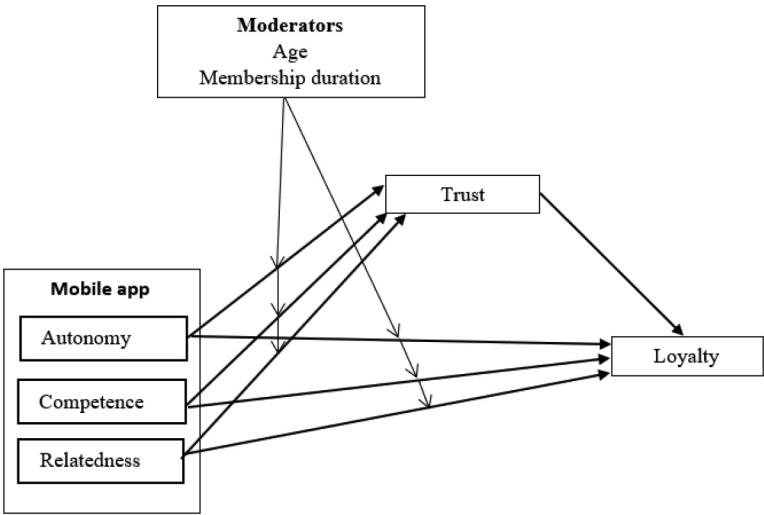 Moderators
Age
Membership duration
Trust
Mobile app
Autonomy
Competence
Relatedness
Loyalty